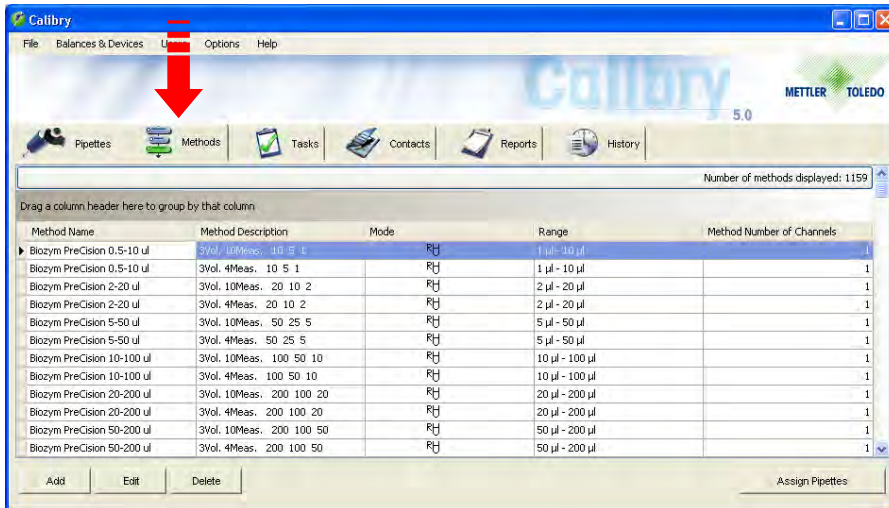 Calibry
File Balances & Devices Options Help
Calibry 5.0
METTLER TOLEDO
Pipettes Methods Tasks Contacts Reports History
Number of methods displayed: 1159
Drag a column header here to group by that column
Method Name Method Description Mode Range Method Number of Channels
Biozym PreCision 0.5-10 ul 3Vol. 10Meas. 10 5 1 RH 1 µl - 10 µl 1
Biozym PreCision 0.5-10 ul 3Vol. 4Meas. 10 5 1 RH 1 µl - 10 µl 1
Biozym PreCision 2-20 ul 3Vol. 10Meas. 20 10 2 RH 2 µl - 20 µl 1
Biozym PreCision 2-20 ul 3Vol. 4Meas. 20 10 2 RH 2 µl - 20 µl 1
Biozym PreCision 5-50 ul 3Vol. 10Meas. 50 25 5 RH 5 µl - 50 µl 1
Biozym PreCision 5-50 ul 3Vol. 4Meas. 50 25 5 RH 5 µl - 50 µl 1
Biozym PreCision 10-100 ul 3Vol. 10Meas. 100 50 10 RH 10 µl - 100 µl 1
Biozym PreCision 10-100 ul 3Vol. 4Meas. 100 50 10 RH 10 µl - 100 µl 1
Biozym PreCision 20-200 ul 3Vol. 10Meas. 200 100 20 RH 20 µl - 200 µl 1
Biozym PreCision 20-200 ul 3Vol. 4Meas. 200 100 20 RH 20 µl - 200 µl 1
Biozym PreCision 50-200 ul 3Vol. 10Meas. 200 100 50 RH 50 µl - 200 µl 1
Biozym PreCision 50-200 ul 3Vol. 4Meas. 200 100 50 RH 50 µl - 200 µl 1
Add Edit Delete Assign Pipettes